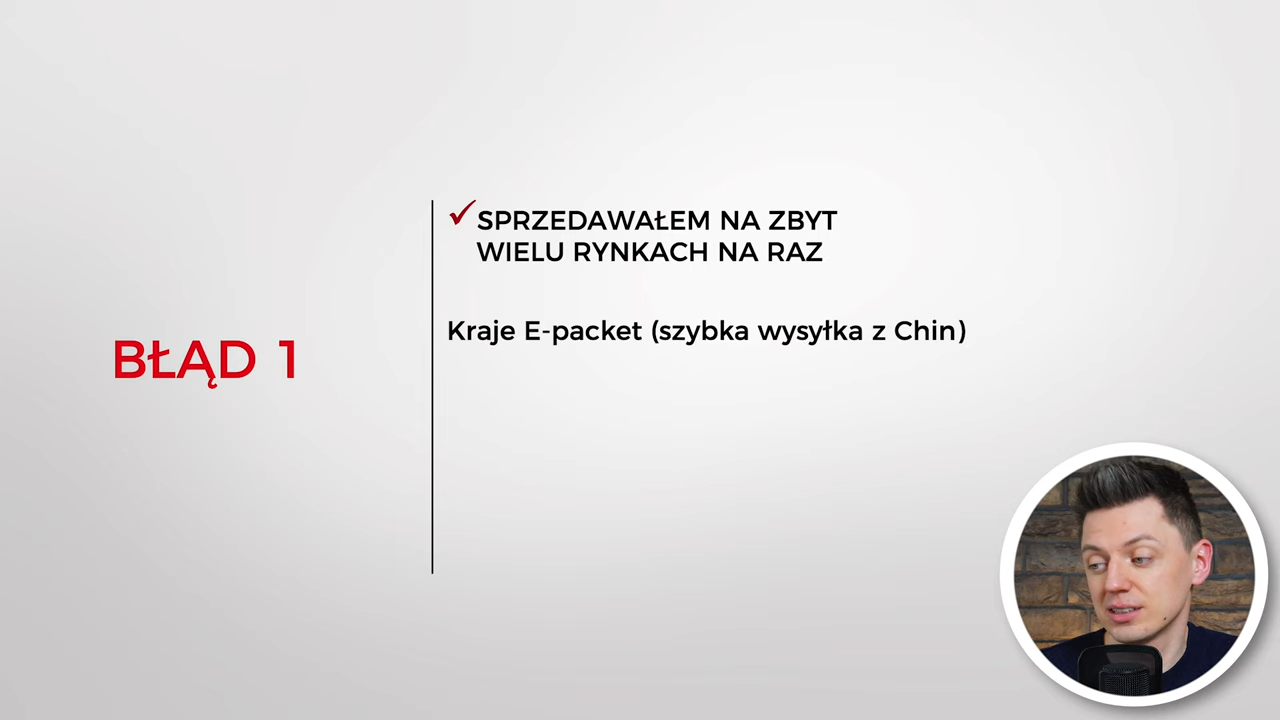 BŁĄD 1
SPRZEDAWAŁEM NA ZBYT
WIELU RYNKACH NA RAZ
Kraje E-packet (szybka wysyłka z Chin)